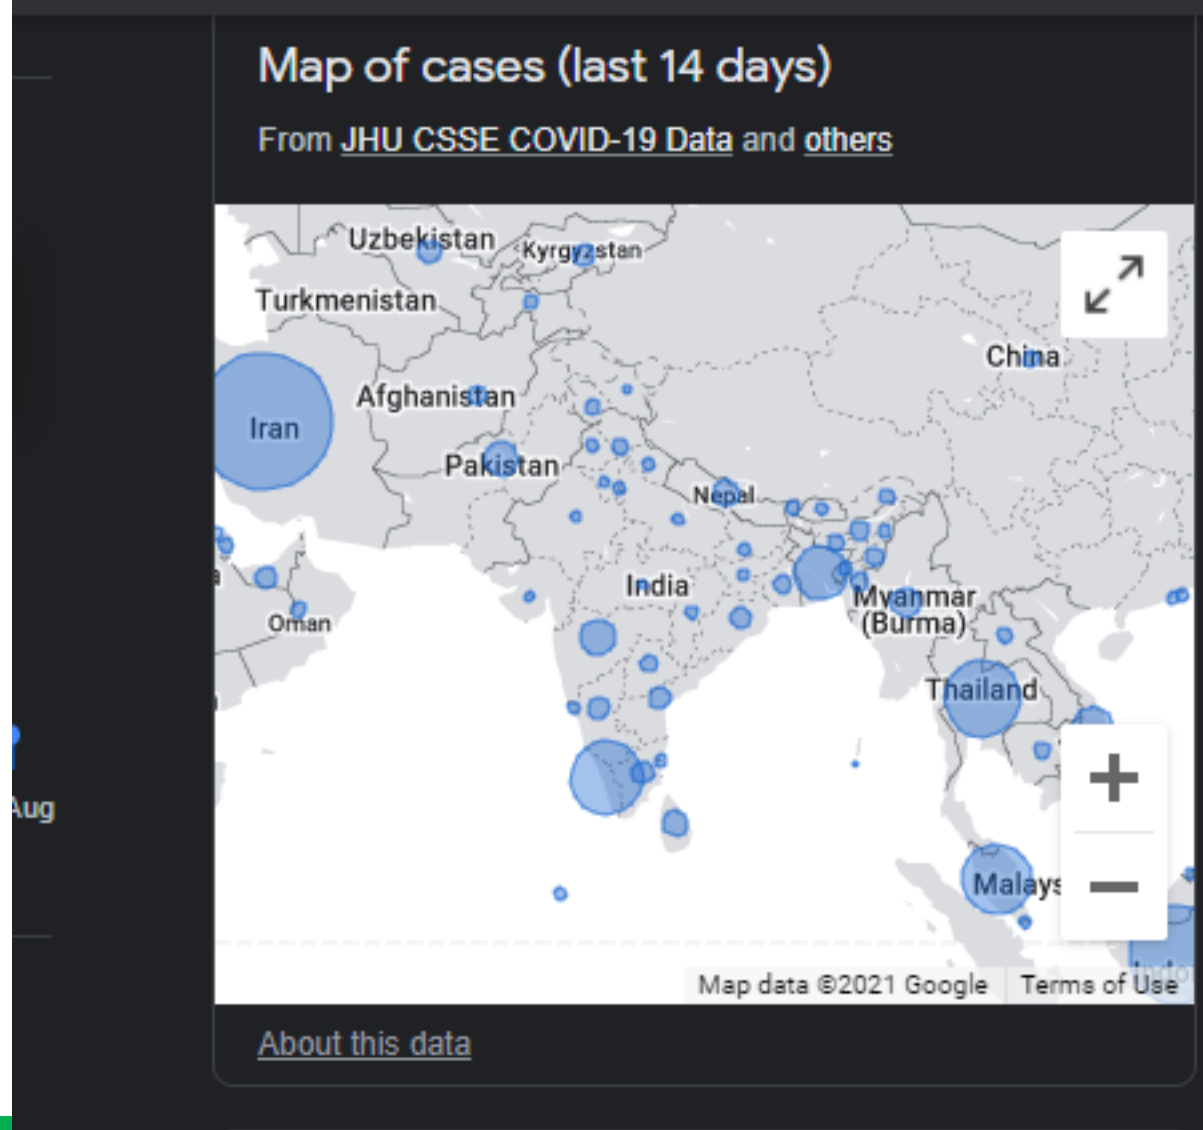 Map of cases (last 14 days)
From JHU CSSE COVID-19 Data and others
Uzbekistan
Kyrgyzstan
Turkmenistan
China
Afghanistan
Iran
Pakistan
Nepal
India
Myanmar
(Burma)
Oman
Thailand
Aug
Malays
Indo
Map data ©2021 Google
Terms of Use
About this data